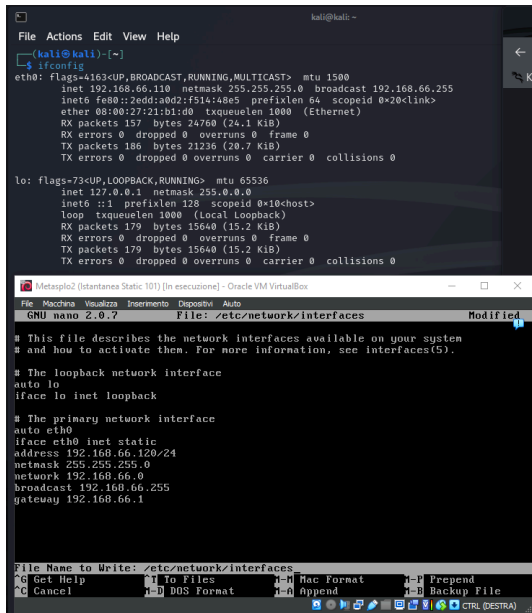 kali@kali: ~
File Actions Edit View Help
(kali㉿kali)-[~]
$ ifconfig
eth0: flags=4163<UP,BROADCAST,RUNNING,MULTICAST> mtu 1500
inet 192.168.66.110 netmask 255.255.255.0 broadcast 192.168.66.255
inet6 fe80::2edd:a0d2:f514:48e5 prefixlen 64 scopeid 0×20<link>
ether 08:00:27:21:b1:d0 txqueuelen 1000 (Ethernet)
RX packets 157 bytes 24760 (24.1 KiB)
RX errors 0 dropped 0 overruns 0 frame 0
TX packets 186 bytes 21236 (20.7 KiB)
TX errors 0 dropped 0 overruns 0 carrier 0 collisions 0
lo: flags=73<UP,LOOPBACK,RUNNING> mtu 65536
inet 127.0.0.1 netmask 255.0.0.0
inet6 ::1 prefixlen 128 scopeid 0×10<host>
loop txqueuelen 1000 (Local Loopback)
RX packets 179 bytes 15640 (15.2 KiB)
RX errors 0 dropped 0 overruns 0 frame 0
TX packets 179 bytes 15640 (15.2 KiB)
TX errors 0 dropped 0 overruns 0 carrier 0 collisions 0
Metasplo2 (Istantanea Static 101) [In esecuzione] - Oracle VM VirtualBox
File Macchina Visualizza Inserimento Dispositivi Aiuto
GNU nano 2.0.7 File: /etc/network/interfaces Modified
# This file describes the network interfaces available on your system
# and how to activate them. For more information, see interfaces(5).
# The loopback network interface
auto lo
iface lo inet loopback
# The primary network interface
auto eth0
iface eth0 inet static
address 192.168.66.120/24
netmask 255.255.255.0
network 192.168.66.0
broadcast 192.168.66.255
gateway 192.168.66.1
File Name to Write: /etc/network/interfaces_
^G Get Help ^T To Files M-M Mac Format M-P Prepend
^C Cancel M-D DOS Format M-A Append M-B Backup File
CTRL (DESTRA)